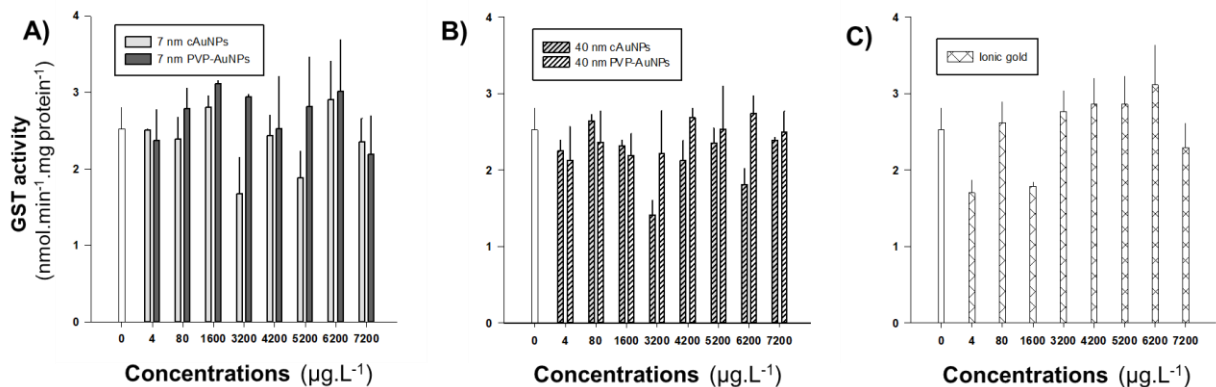 A)
7 nm cAuNPs
7 nm PVP-AuNPs
GST activity
(nmol.min⁻¹.mg protein⁻¹)
4
3
2
1
0
0 4 80 1600 3200 4200 5200 6200 7200
Concentrations (µg.L⁻¹)
B)
40 nm cAuNPs
40 nm PVP-AuNPs
4
3
2
1
0
0 4 80 1600 3200 4200 5200 6200 7200
Concentrations (µg.L⁻¹)
C)
Ionic gold
4
3
2
1
0
0 4 80 1600 3200 4200 5200 6200 7200
Concentrations (µg.L⁻¹)